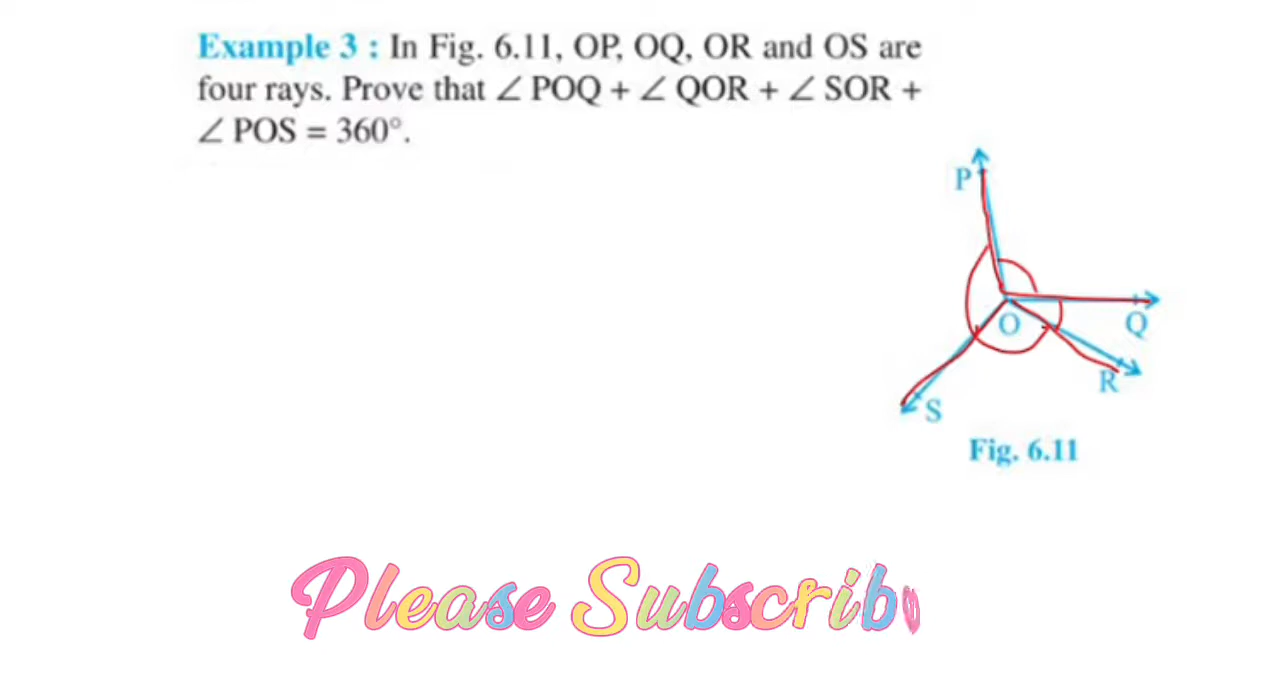 Example 3 : In Fig. 6.11, OP, OQ, OR and OS are
four rays. Prove that ∠ POQ + ∠ QOR + ∠ SOR +
∠ POS = 360°.
P
O
Q
R
S
Fig. 6.11
Please Subscrib